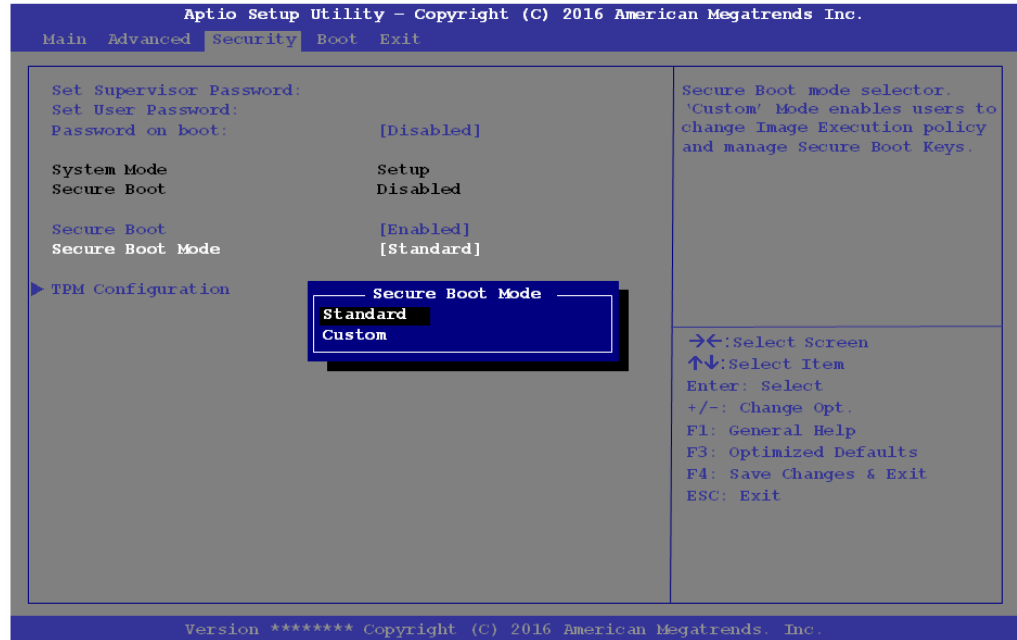 Aptio Setup Utility – Copyright (C) 2016 American Megatrends Inc.
Main Advanced Security Boot Exit
Set Supervisor Password:
Set User Password:
Password on boot: [Disabled]
System Mode Setup
Secure Boot Disabled
Secure Boot [Enabled]
Secure Boot Mode [Standard]
TPM Configuration
Secure Boot Mode
Standard
Custom
Secure Boot mode selector.
'Custom' Mode enables users to
change Image Execution policy
and manage Secure Boot Keys.
→←:Select Screen
↑↓:Select Item
Enter: Select
+/-: Change Opt.
F1: General Help
F3: Optimized Defaults
F4: Save Changes & Exit
ESC: Exit
Version ******** Copyright (C) 2016 American Megatrends. Inc.